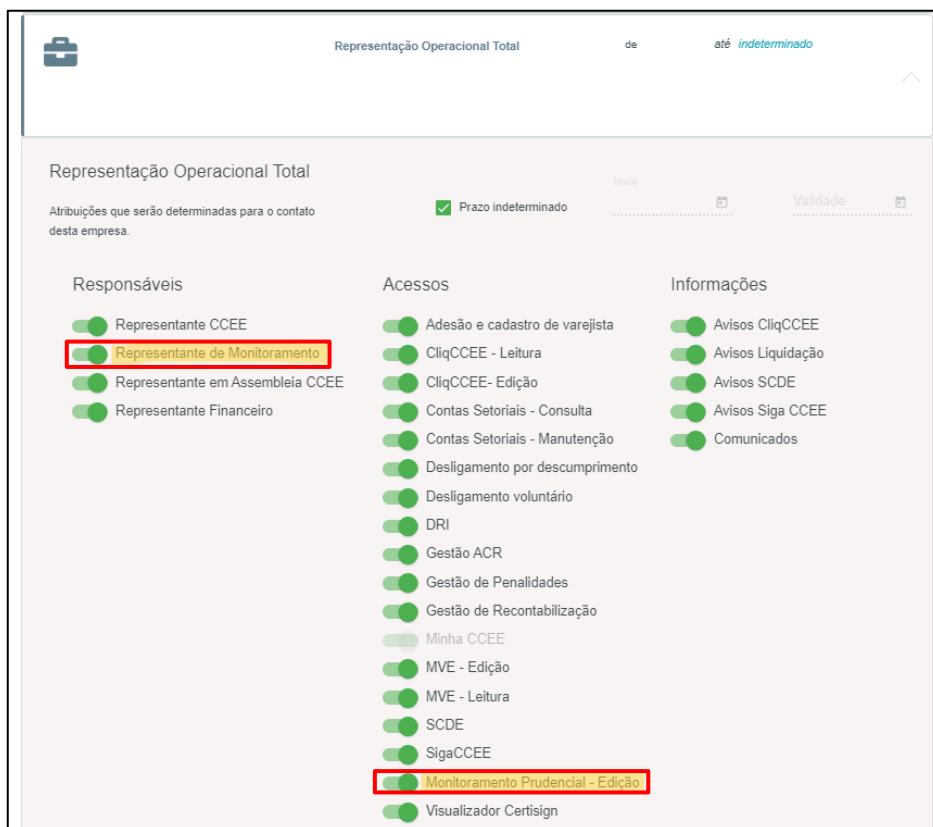 Representação Operacional Total de até indeterminado
Representação Operacional Total
Início
Atribuições que serão determinadas para o contato
desta empresa.
Prazo indeterminado
Validade
Responsáveis
Representante CCEE
Representante de Monitoramento
Representante em Assembleia CCEE
Representante Financeiro
Acessos
Adesão e cadastro de varejista
CliqCCEE - Leitura
CliqCCEE- Edição
Contas Setoriais - Consulta
Contas Setoriais - Manutenção
Desligamento por descumprimento
Desligamento voluntário
DRI
Gestão ACR
Gestão de Penalidades
Gestão de Recontabilização
Minha CCEE
MVE - Edição
MVE - Leitura
SCDE
SigaCCEE
Monitoramento Prudencial - Edição
Visualizador Certisign
Informações
Avisos CliqCCEE
Avisos Liquidação
Avisos SCDE
Avisos Siga CCEE
Comunicados